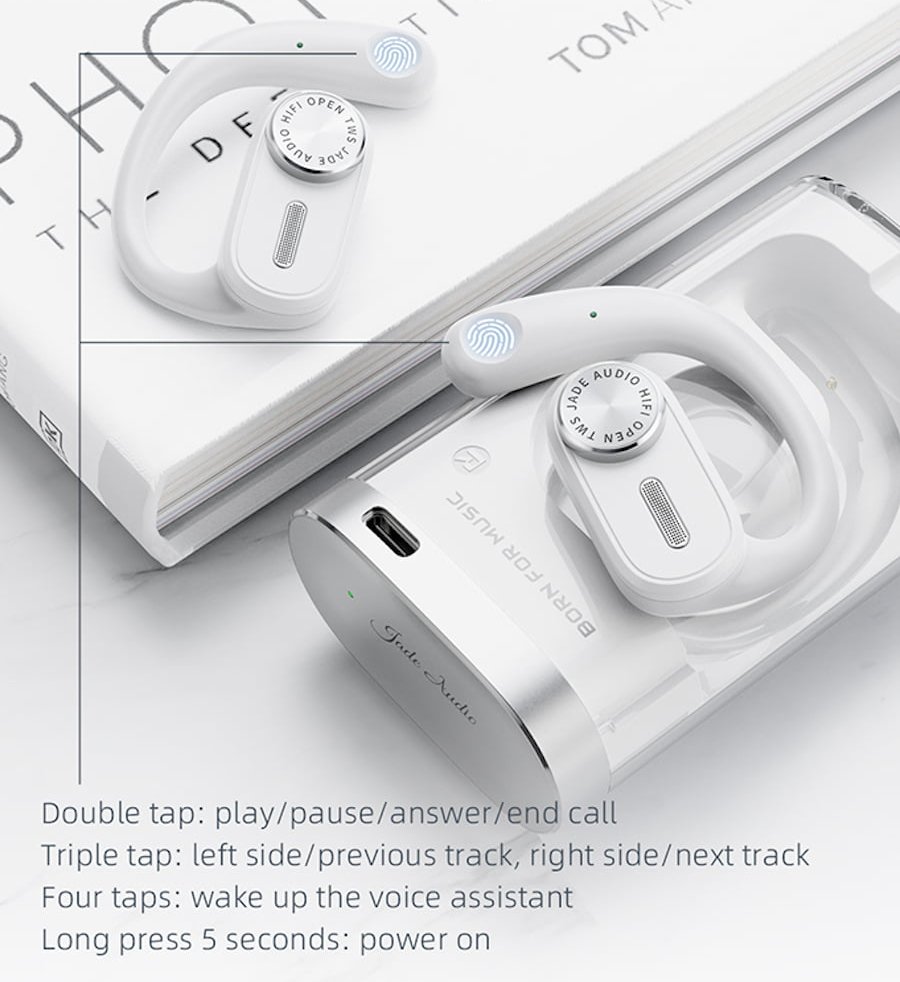 TOM
THE DEF
HIFI OPEN TWS JADE AUDIO
JADE AUDIO HIFI OPEN TWS
BORN FOR MUSIC
Jade Audio
Double tap: play/pause/answer/end call
Triple tap: left side/previous track, right side/next track
Four taps: wake up the voice assistant
Long press 5 seconds: power on